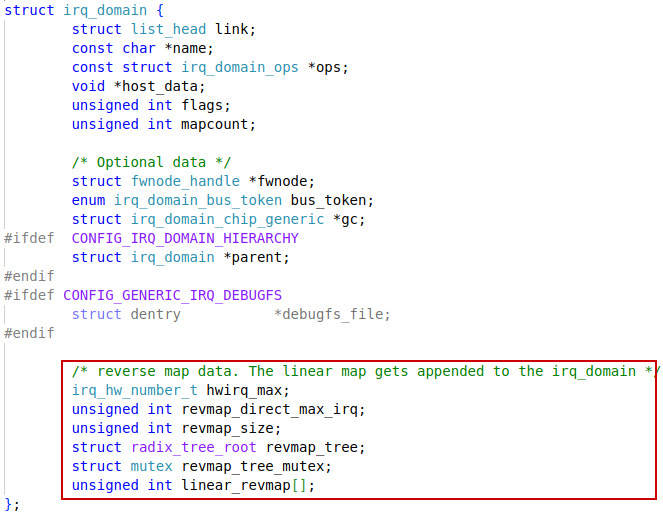 struct irq_domain {
struct list_head link;
const char *name;
const struct irq_domain_ops *ops;
void *host_data;
unsigned int flags;
unsigned int mapcount;
/* Optional data */
struct fwnode_handle *fwnode;
enum irq_domain_bus_token bus_token;
struct irq_domain_chip_generic *gc;
#ifdef  CONFIG_IRQ_DOMAIN_HIERARCHY
struct irq_domain *parent;
#endif
#ifdef CONFIG_GENERIC_IRQ_DEBUGFS
struct dentry           *debugfs_file;
#endif
/* reverse map data. The linear map gets appended to the irq_domain */
irq_hw_number_t hwirq_max;
unsigned int revmap_direct_max_irq;
unsigned int revmap_size;
struct radix_tree_root revmap_tree;
struct mutex revmap_tree_mutex;
unsigned int linear_revmap[];
};